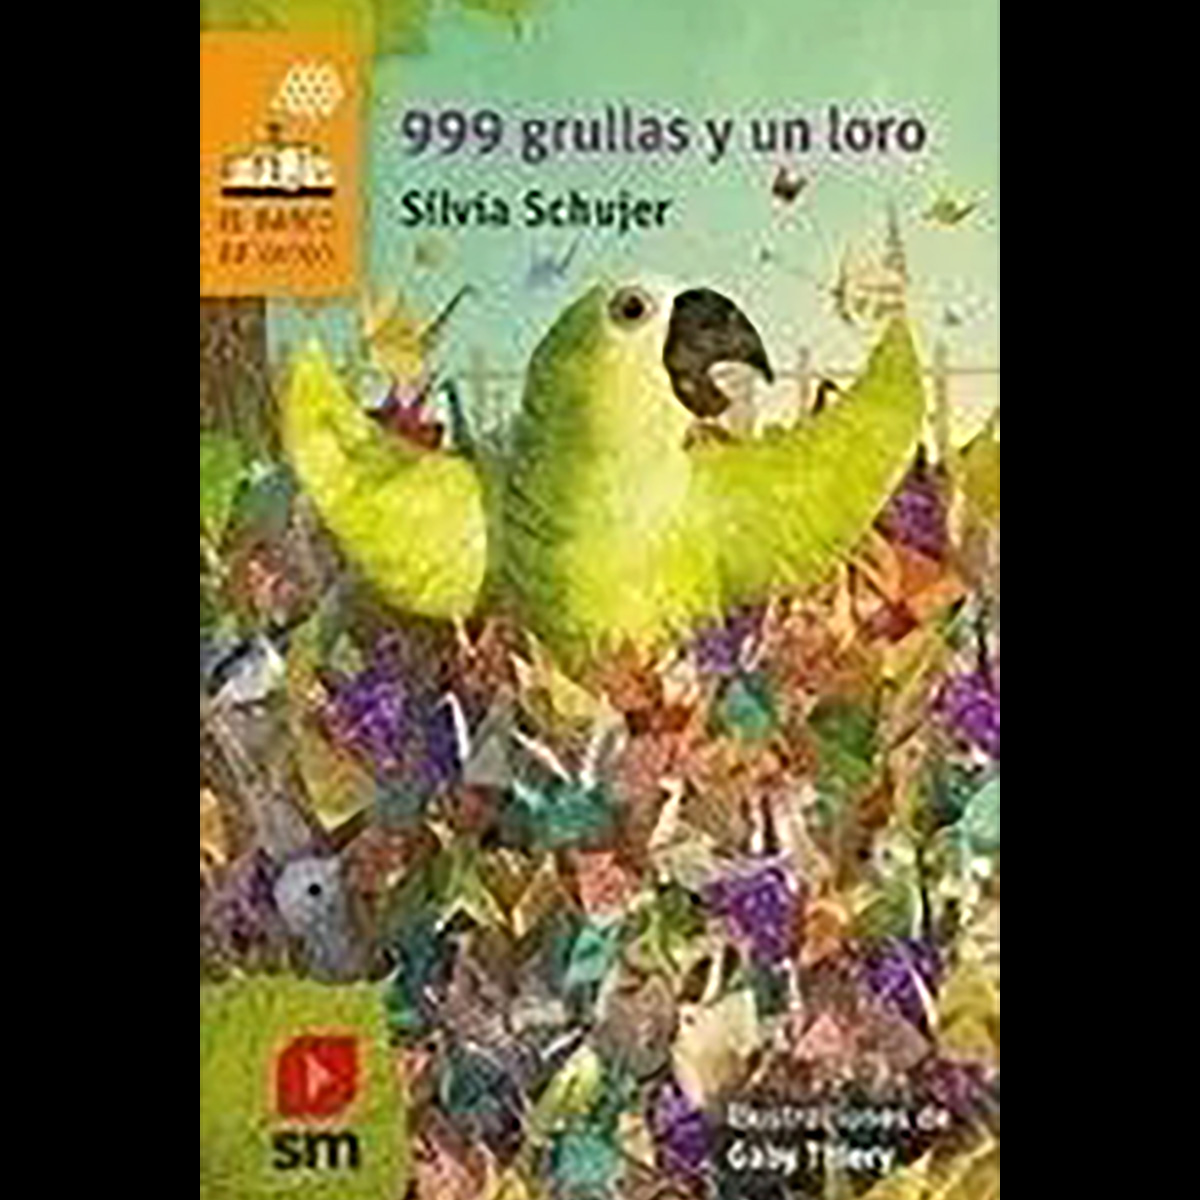 999 grullas y un loro
Silvia Schujer
EL BARCO
DE VAPOR
sm
Ilustraciones de
Gaby Thiery